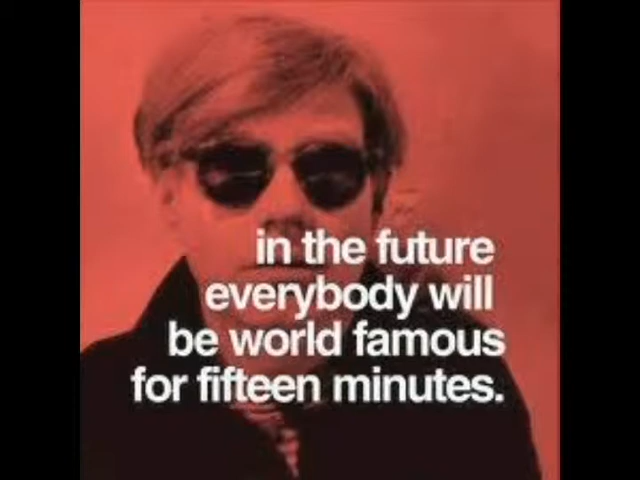 in the future
everybody will
be world famous
for fifteen minutes.